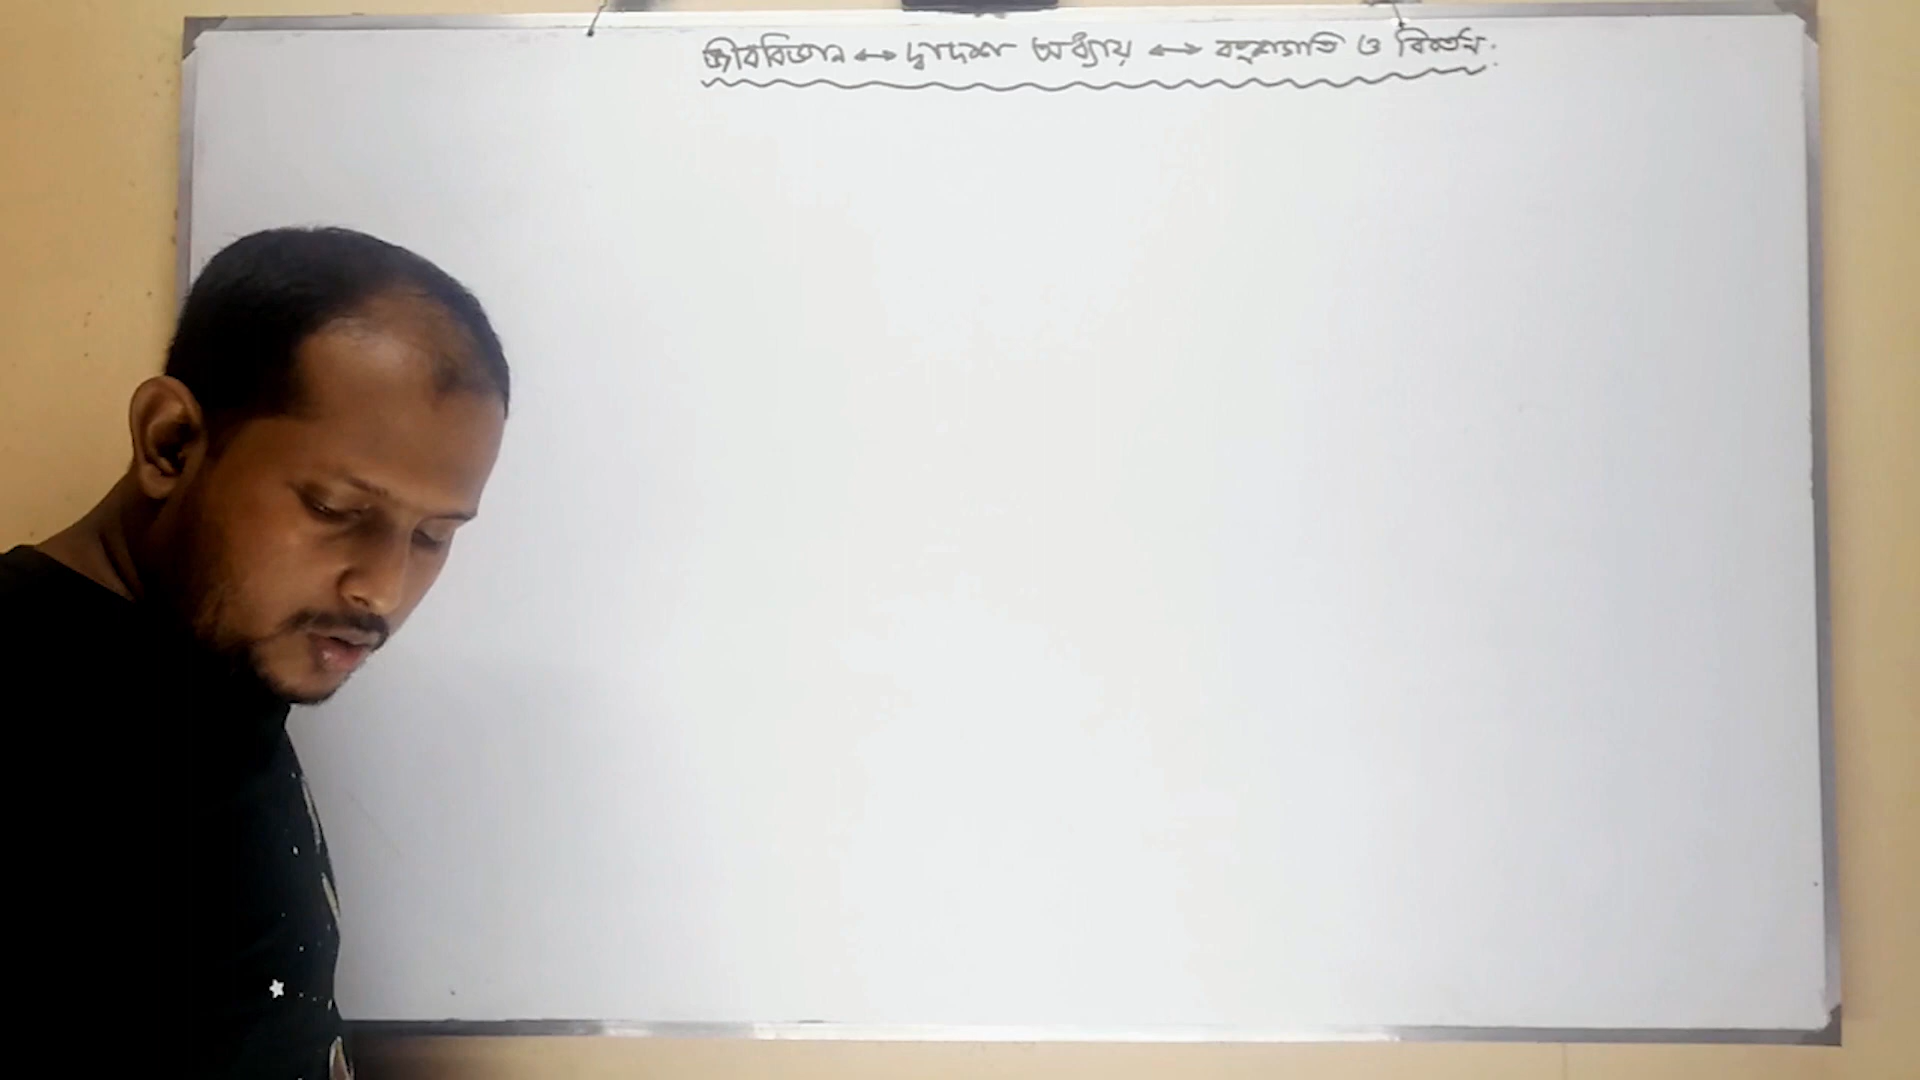 জীববিজ্ঞান ↔ দ্বাদশ অধ্যায় ↔ বংশগতি ও বিবর্তন.